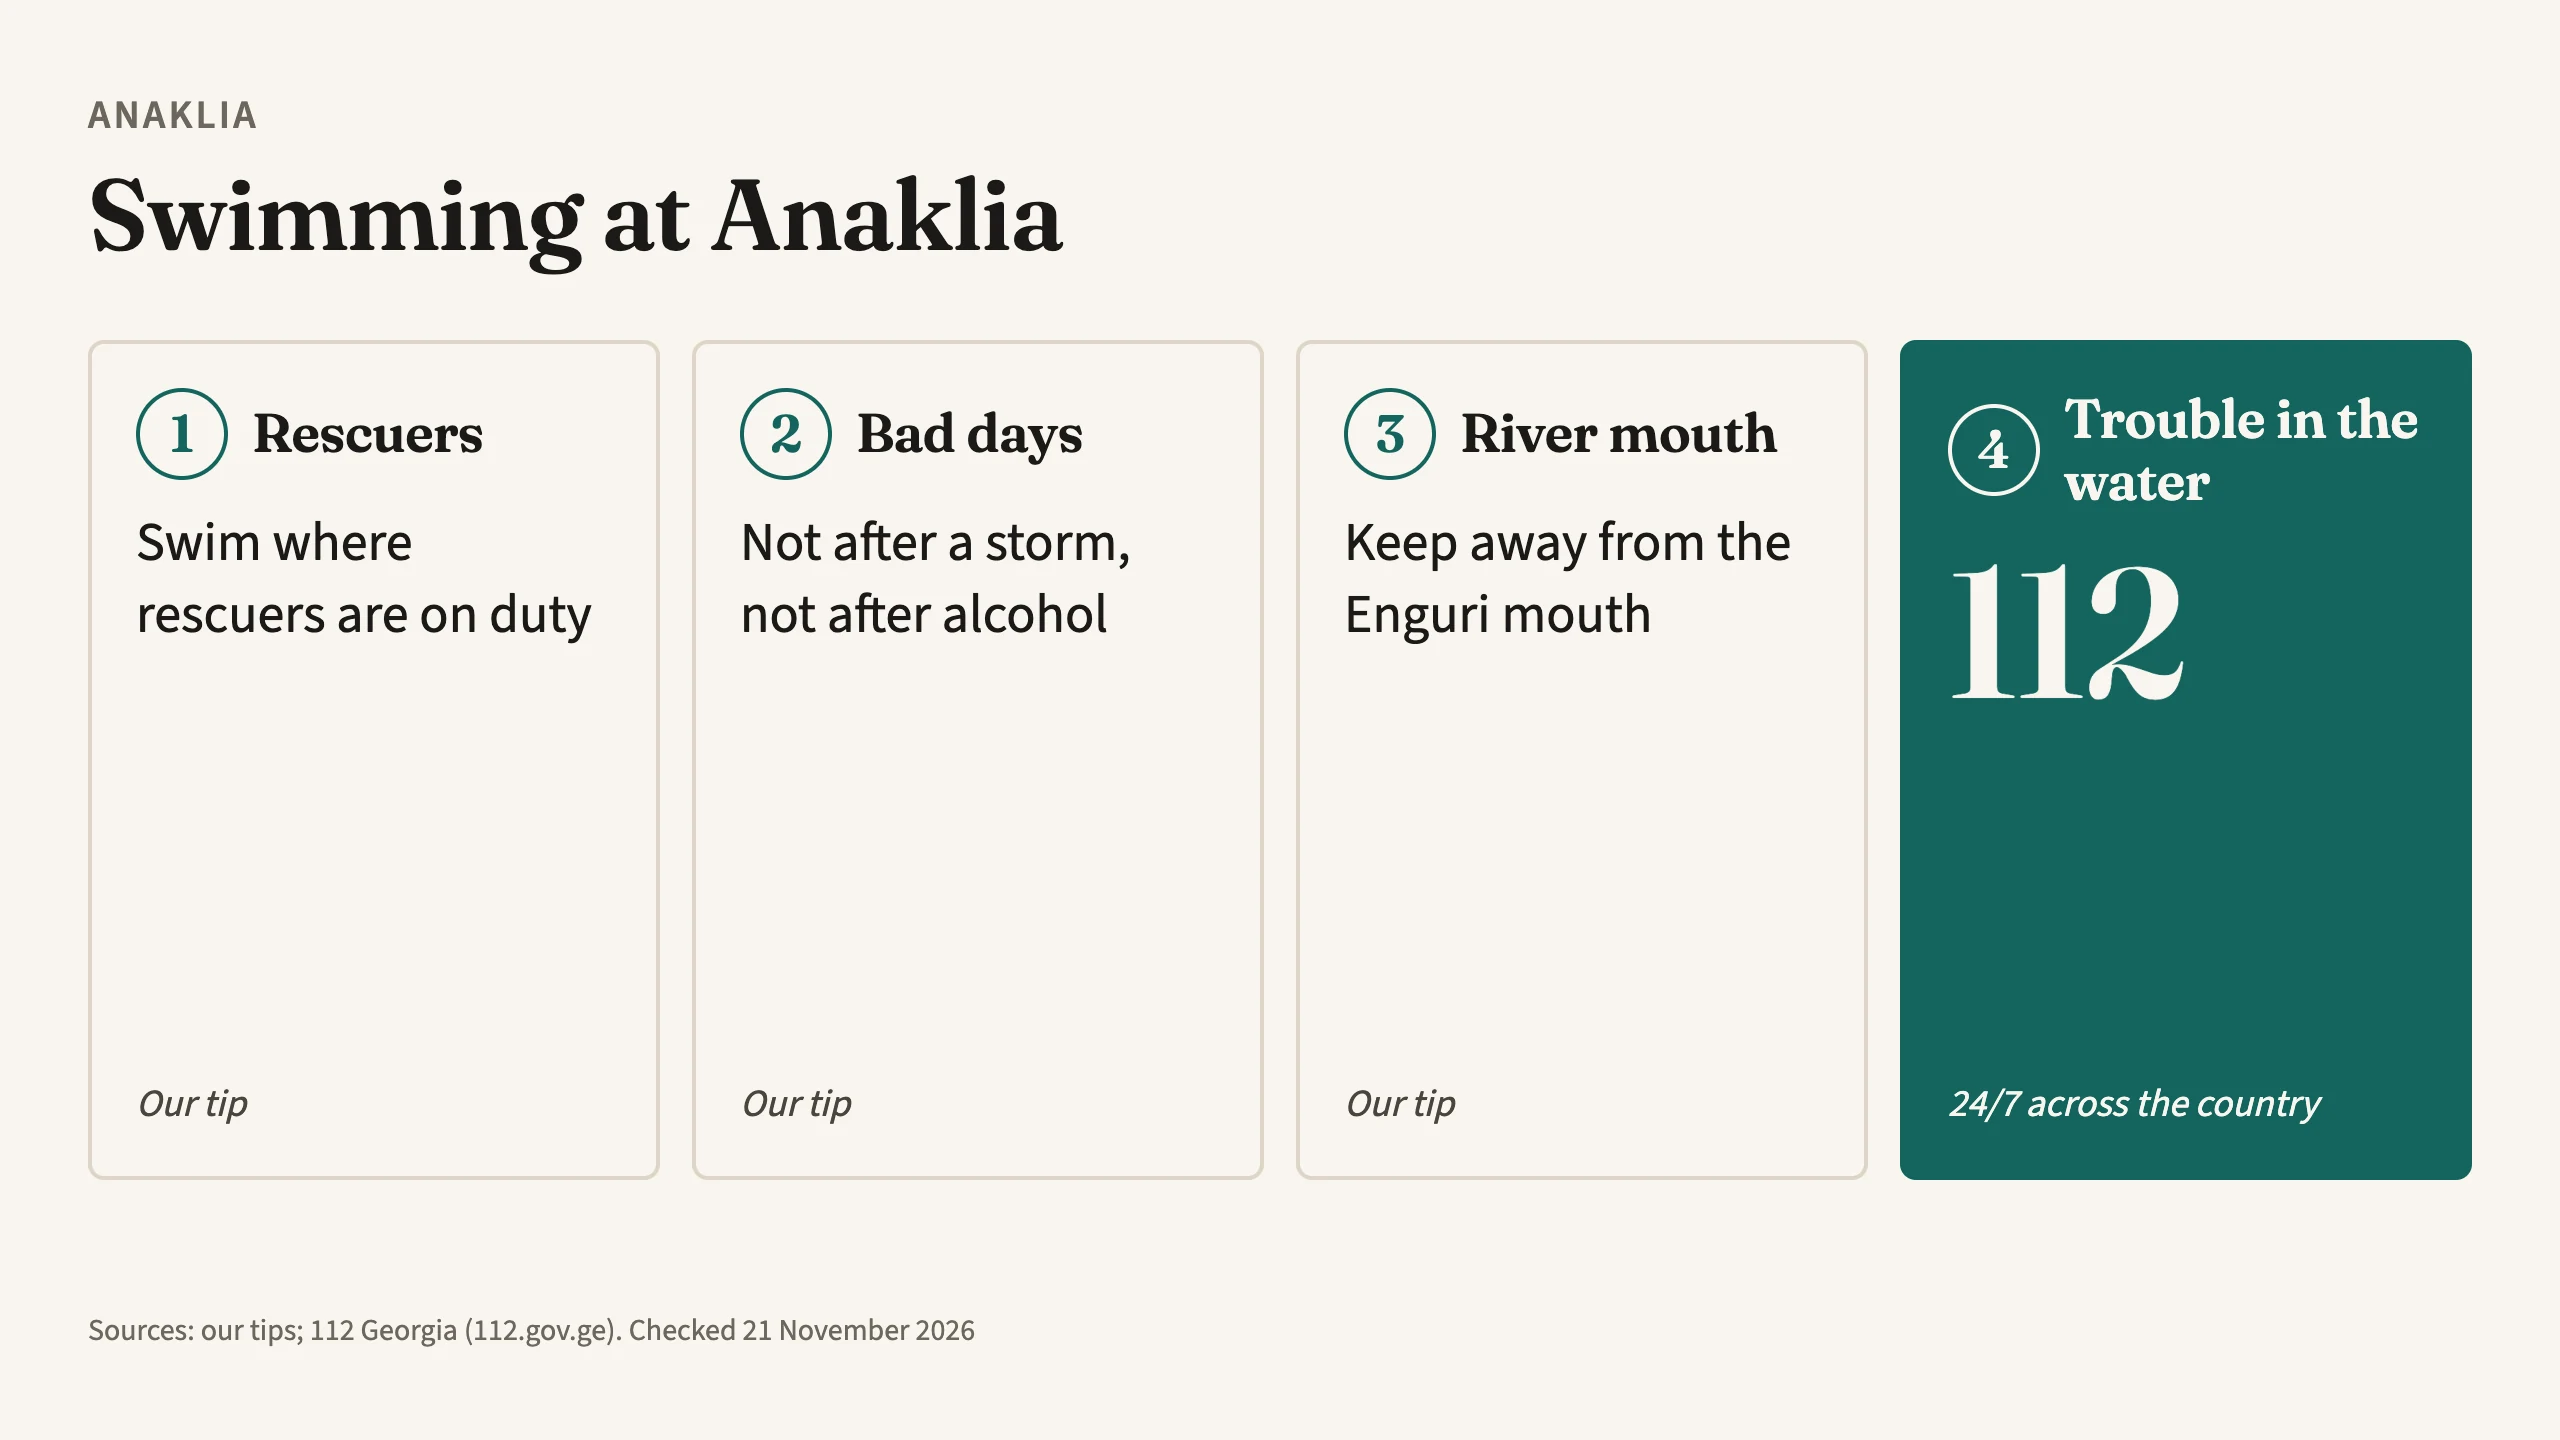 ANAKLIA
Swimming at Anaklia
1 Rescuers
Swim where
rescuers are on duty
Our tip
2 Bad days
Not after a storm,
not after alcohol
Our tip
3 River mouth
Keep away from the
Enguri mouth
Our tip
4 Trouble in the
water
112
24/7 across the country
Sources: our tips; 112 Georgia (112.gov.ge). Checked 21 November 2026